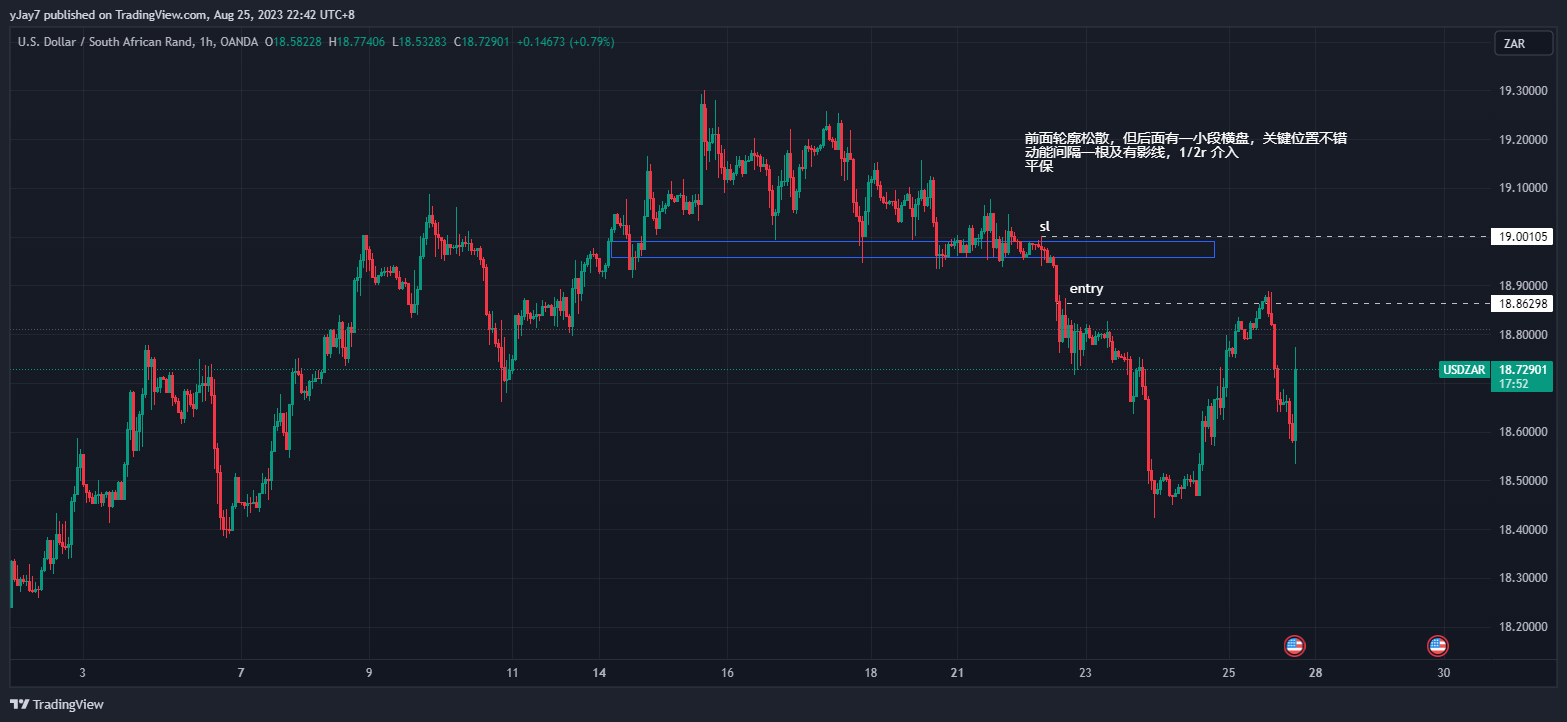 yJay7 published on TradingView.com, Aug 25, 2023 22:42 UTC+8
U.S. Dollar / South African Rand, 1h, OANDA O18.58228 H18.77406 L18.53283 C18.72901 +0.14673 (+0.79%)
ZAR
19.30000
前面轮廓松散，但后面有一小段横盘，关键位置不错
动能间隔一根及有影线，1/2r 介入
平保
19.20000
19.10000
sl
19.00105
entry
18.90000
18.86298
18.80000
USDZAR 18.72901
17:52
18.60000
18.50000
18.40000
18.30000
18.20000
3 7 9 11 14 16 18 21 23 25 28 30
TradingView